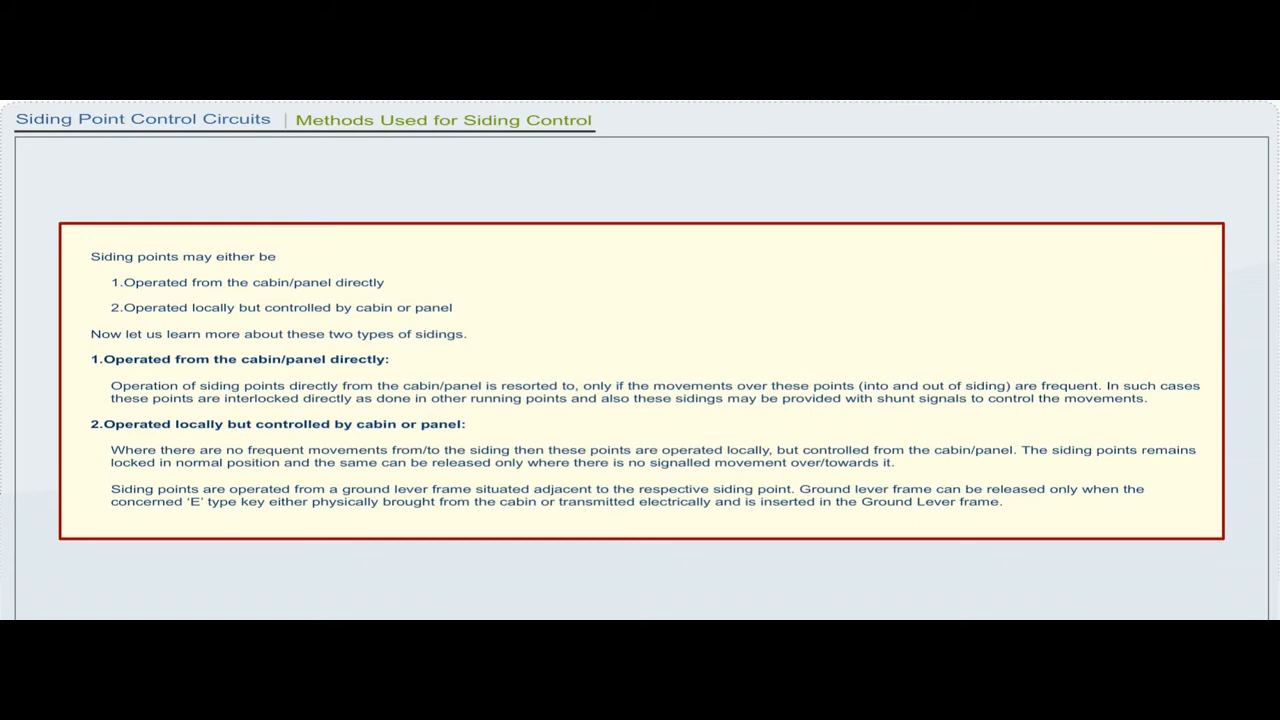 Siding Point Control Circuits | Methods Used for Siding Control
Siding points may either be
1.Operated from the cabin/panel directly
2.Operated locally but controlled by cabin or panel
Now let us learn more about these two types of sidings.
1.Operated from the cabin/panel directly:
Operation of siding points directly from the cabin/panel is resorted to, only if the movements over these points (into and out of siding) are frequent. In such cases
these points are interlocked directly as done in other running points and also these sidings may be provided with shunt signals to control the movements.
2.Operated locally but controlled by cabin or panel:
Where there are no frequent movements from/to the siding then these points are operated locally, but controlled from the cabin/panel. The siding points remains
locked in normal position and the same can be released only where there is no signalled movement over/towards it.
Siding points are operated from a ground lever frame situated adjacent to the respective siding point. Ground lever frame can be released only when the
concerned ‘E’ type key either physically brought from the cabin or transmitted electrically and is inserted in the Ground Lever frame.